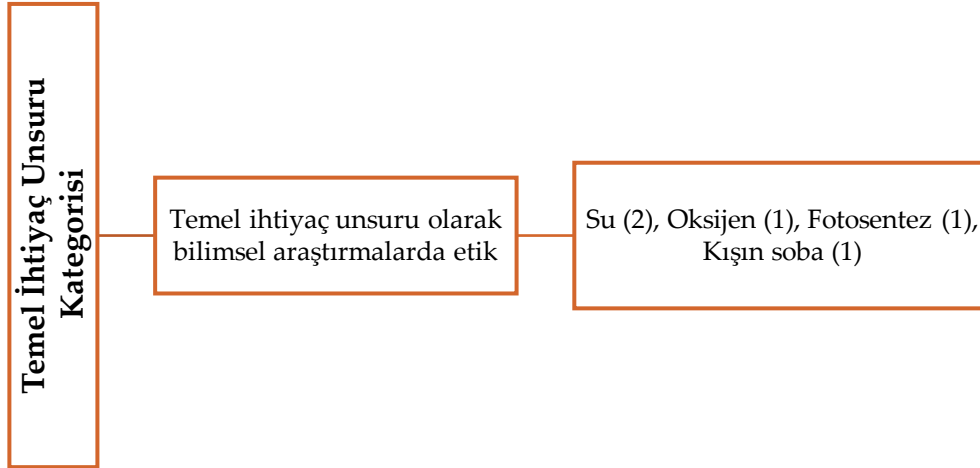 Temel İhtiyaç Unsuru
Kategorisi
Temel ihtiyaç unsuru olarak
bilimsel araştırmalarda etik
Su (2), Oksijen (1), Fotosentez (1),
Kışın soba (1)